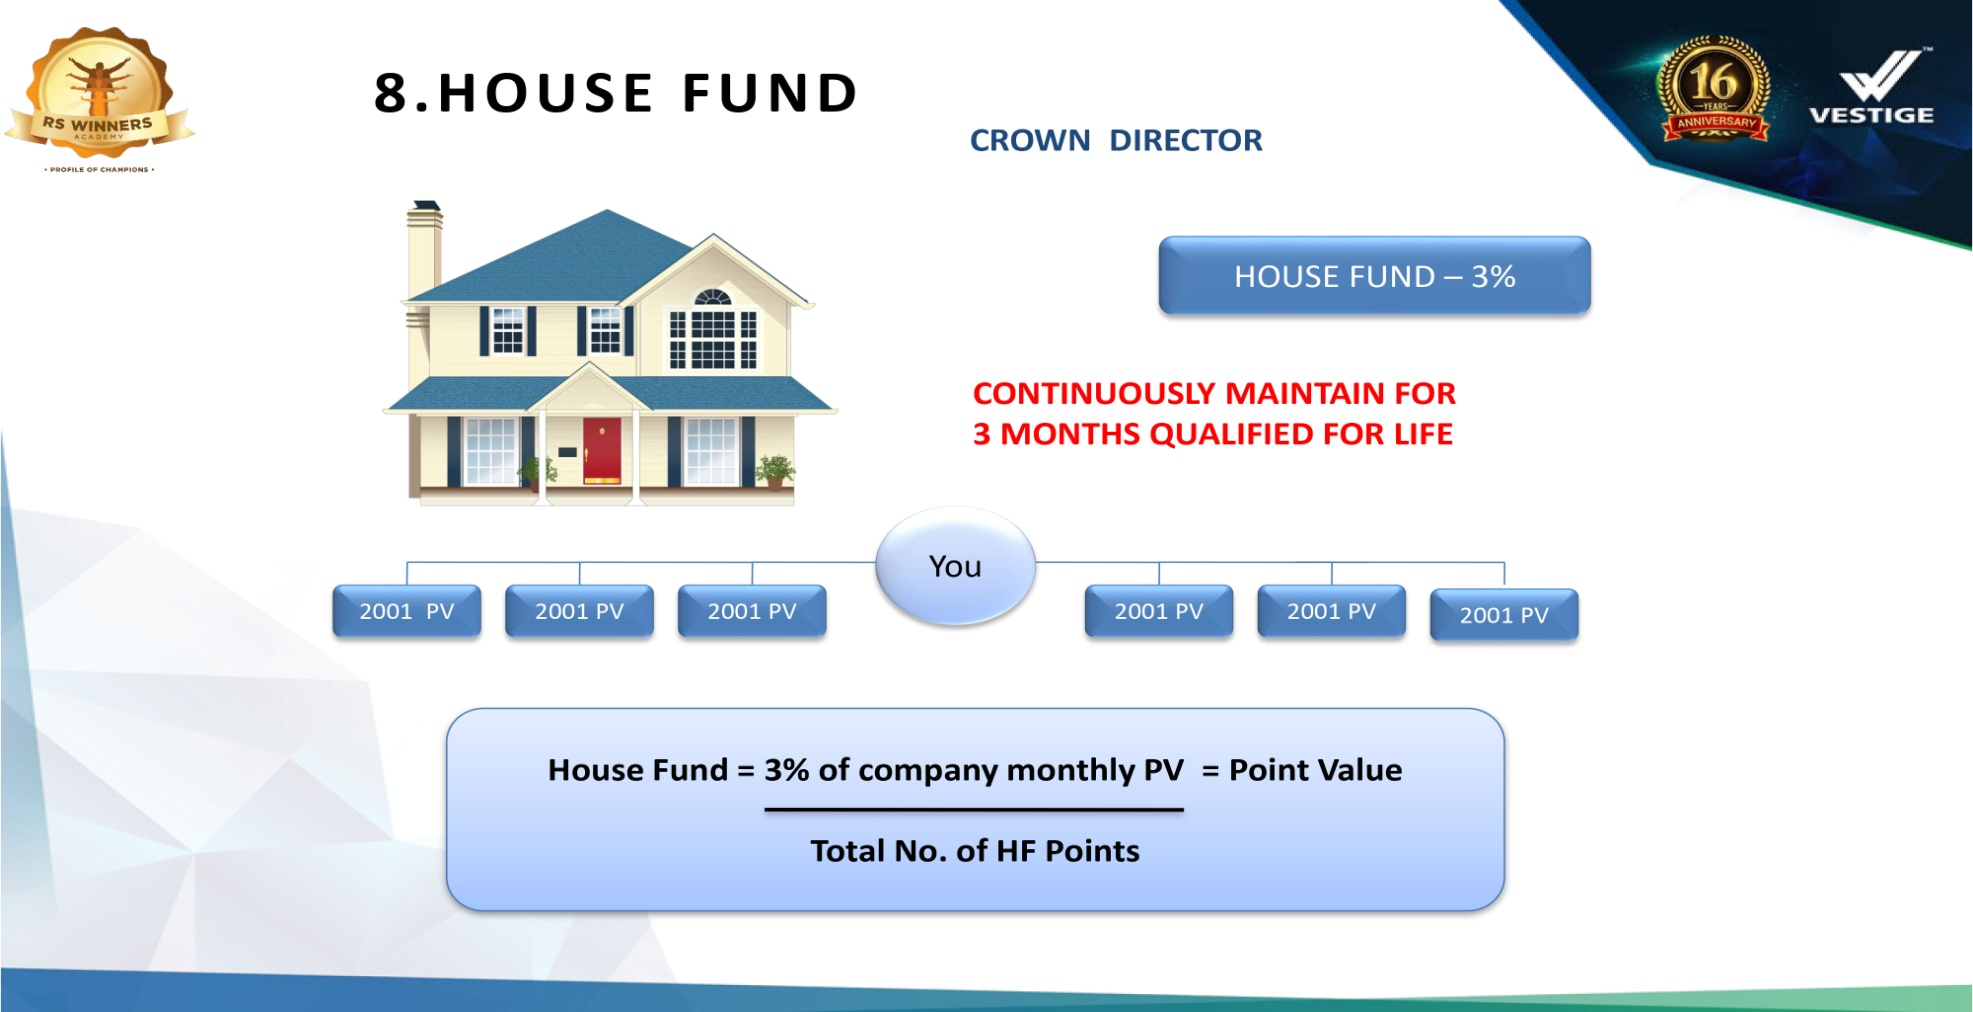 RS WINNERS
ACADEMY
• PROFILE OF CHAMPIONS •
8.HOUSE FUND
CROWN DIRECTOR
16
YEARS
ANNIVERSARY
VESTIGE™
HOUSE FUND – 3%
CONTINUOUSLY MAINTAIN FOR
3 MONTHS QUALIFIED FOR LIFE
You
2001 PV
2001 PV
2001 PV
2001 PV
2001 PV
2001 PV
House Fund = 3% of company monthly PV = Point Value
Total No. of HF Points